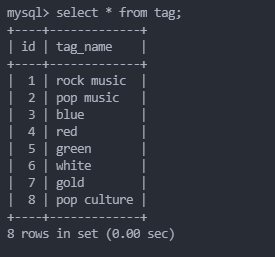 mysql> select * from tag;
+----+-------------+
| id | tag_name    |
+----+-------------+
|  1 | rock music  |
|  2 | pop music   |
|  3 | blue        |
|  4 | red         |
|  5 | green       |
|  6 | white       |
|  7 | gold        |
|  8 | pop culture |
+----+-------------+
8 rows in set (0.00 sec)